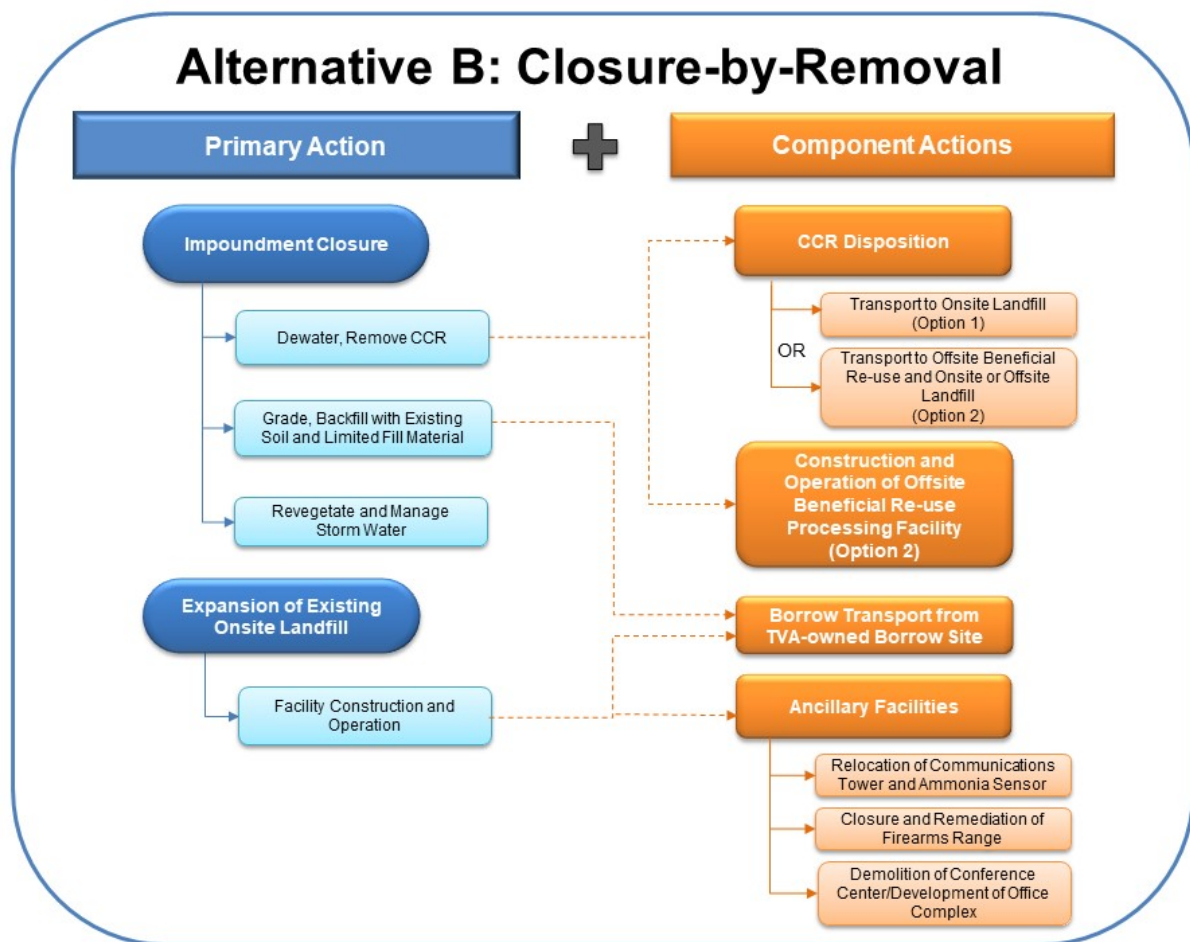 Alternative B: Closure-by-Removal
Primary Action
Component Actions
Impoundment Closure
Dewater, Remove CCR
Grade, Backfill with Existing
Soil and Limited Fill Material
Revegetate and Manage
Storm Water
Expansion of Existing
Onsite Landfill
Facility Construction and
Operation
CCR Disposition
Transport to Onsite Landfill
(Option 1)
OR
Transport to Offsite Beneficial
Re-use and Onsite or Offsite
Landfill
(Option 2)
Construction and
Operation of Offsite
Beneficial Re-use
Processing Facility
(Option 2)
Borrow Transport from
TVA-owned Borrow Site
Ancillary Facilities
Relocation of Communications
Tower and Ammonia Sensor
Closure and Remediation of
Firearms Range
Demolition of Conference
Center/Development of Office
Complex